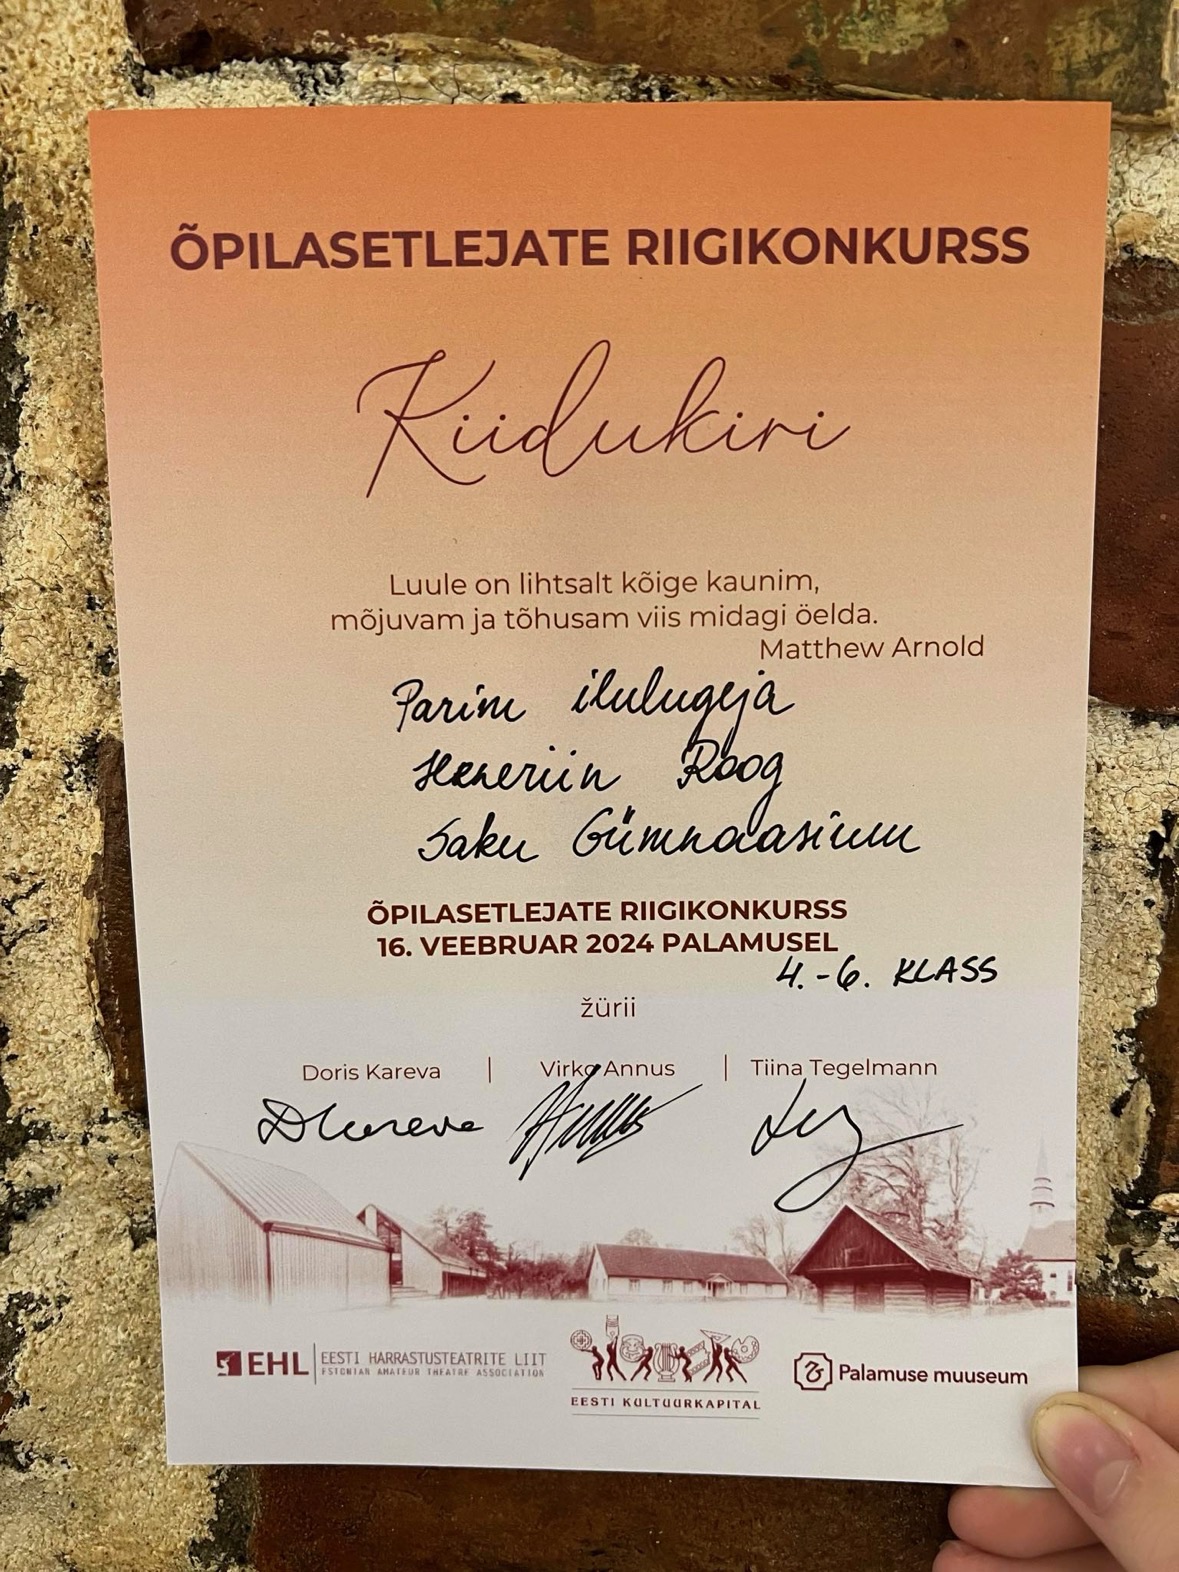 ÕPILASETLEJATE RIIGIKONKURSS
Kiidukiri
Luule on lihtsalt kõige kaunim,
mõjuvam ja tõhusam viis midagi öelda.
Matthew Arnold
Parim ilulugeja
Roog
Saku Gümnaasium
ÕPILASETLEJATE RIIGIKONKURSS
16. VEEBRUAR 2024 PALAMUSEL
4.-6. KLASS
žürii
Doris Kareva | Virko Annus | Tiina Tegelmann
DKareva
EHL EESTI HARRASTUSTEATRITE LIIT
ESTONIAN AMATEUR THEATRE ASSOCIATION
EESTI KULTUURKAPITAL
Palamuse muuseum